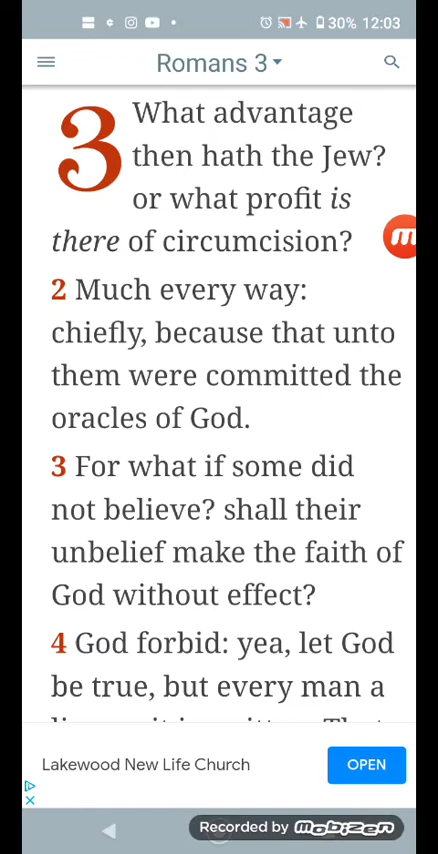 30% 12:03
Romans 3
3 What advantage
then hath the Jew?
or what profit is
there of circumcision?
2 Much every way:
chiefly, because that unto
them were committed the
oracles of God.
3 For what if some did
not believe? shall their
unbelief make the faith of
God without effect?
4 God forbid: yea, let God
be true, but every man a
Lakewood New Life Church
OPEN
Recorded by mobizen